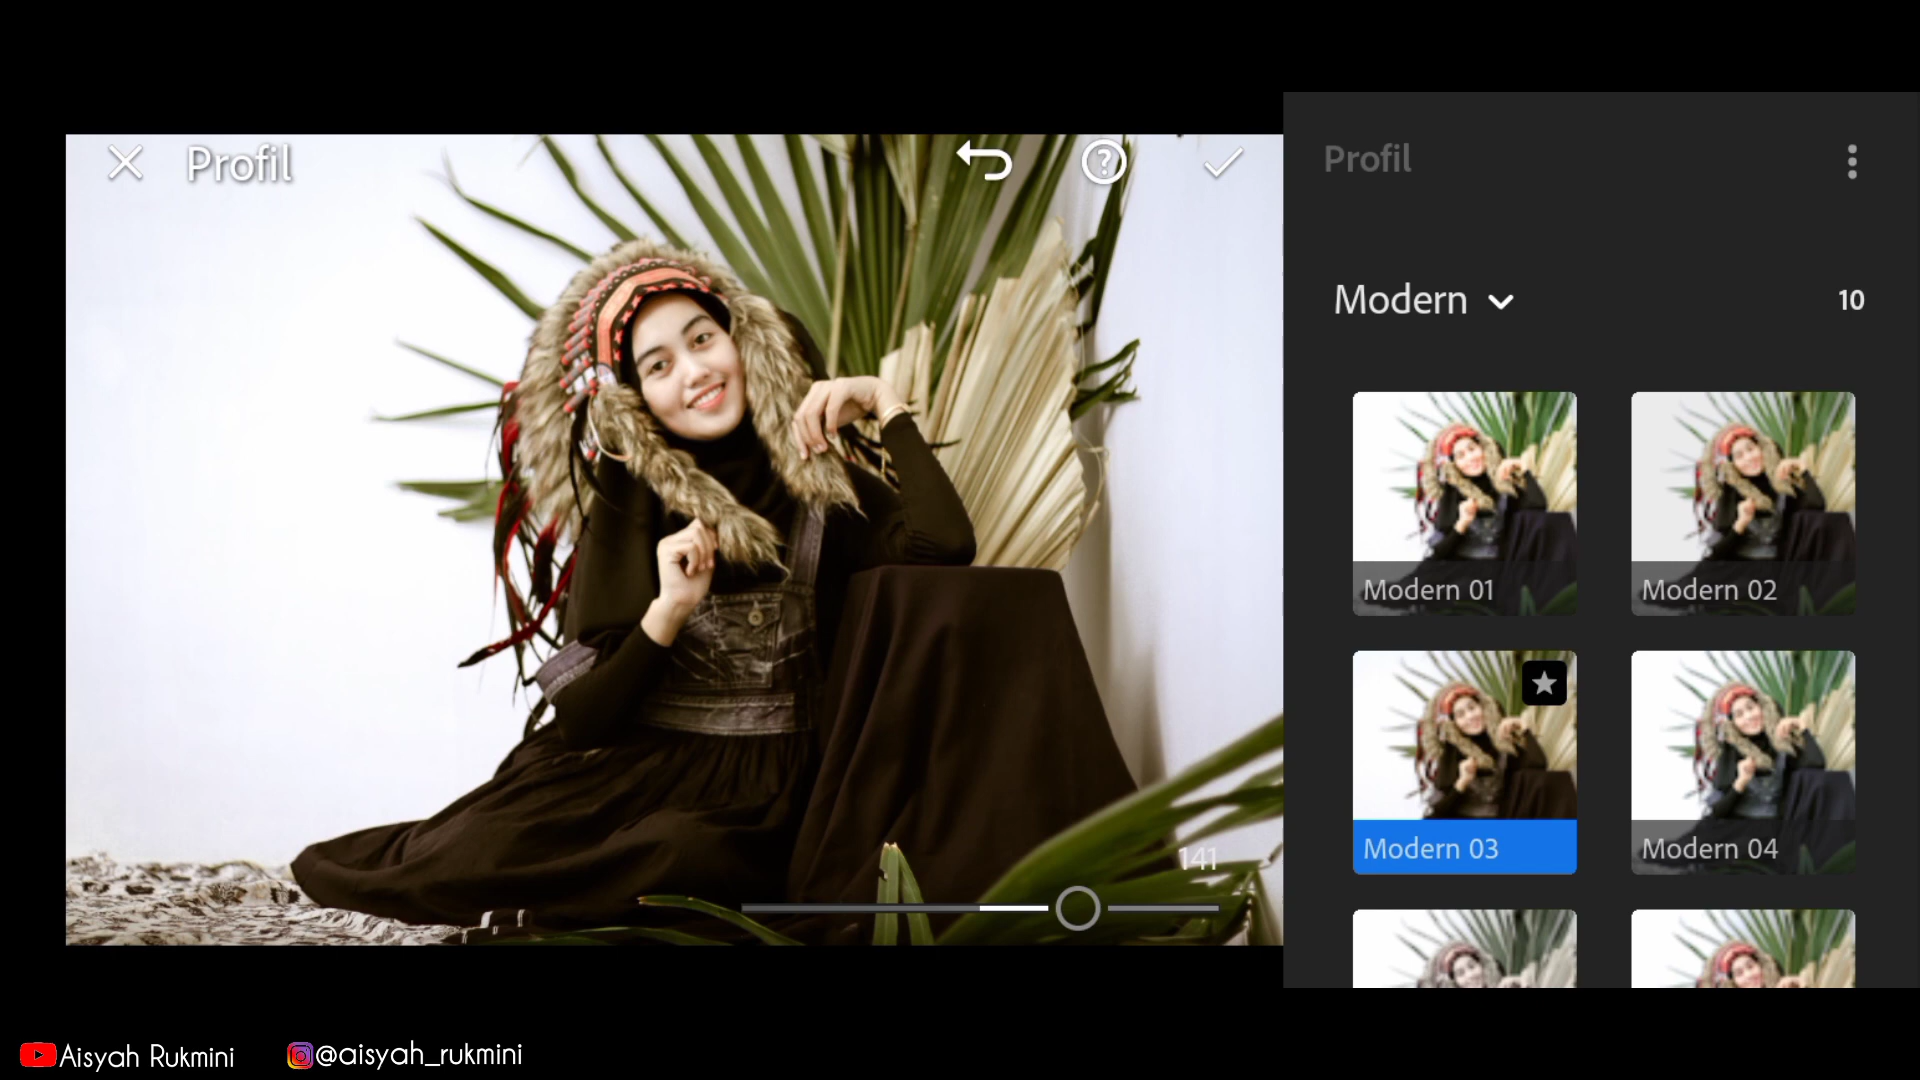 Profil
Profil
Modern
10
Modern 01
Modern 02
Modern 03
Modern 04
141
Aisyah Rukmini
@aisyah_rukmini